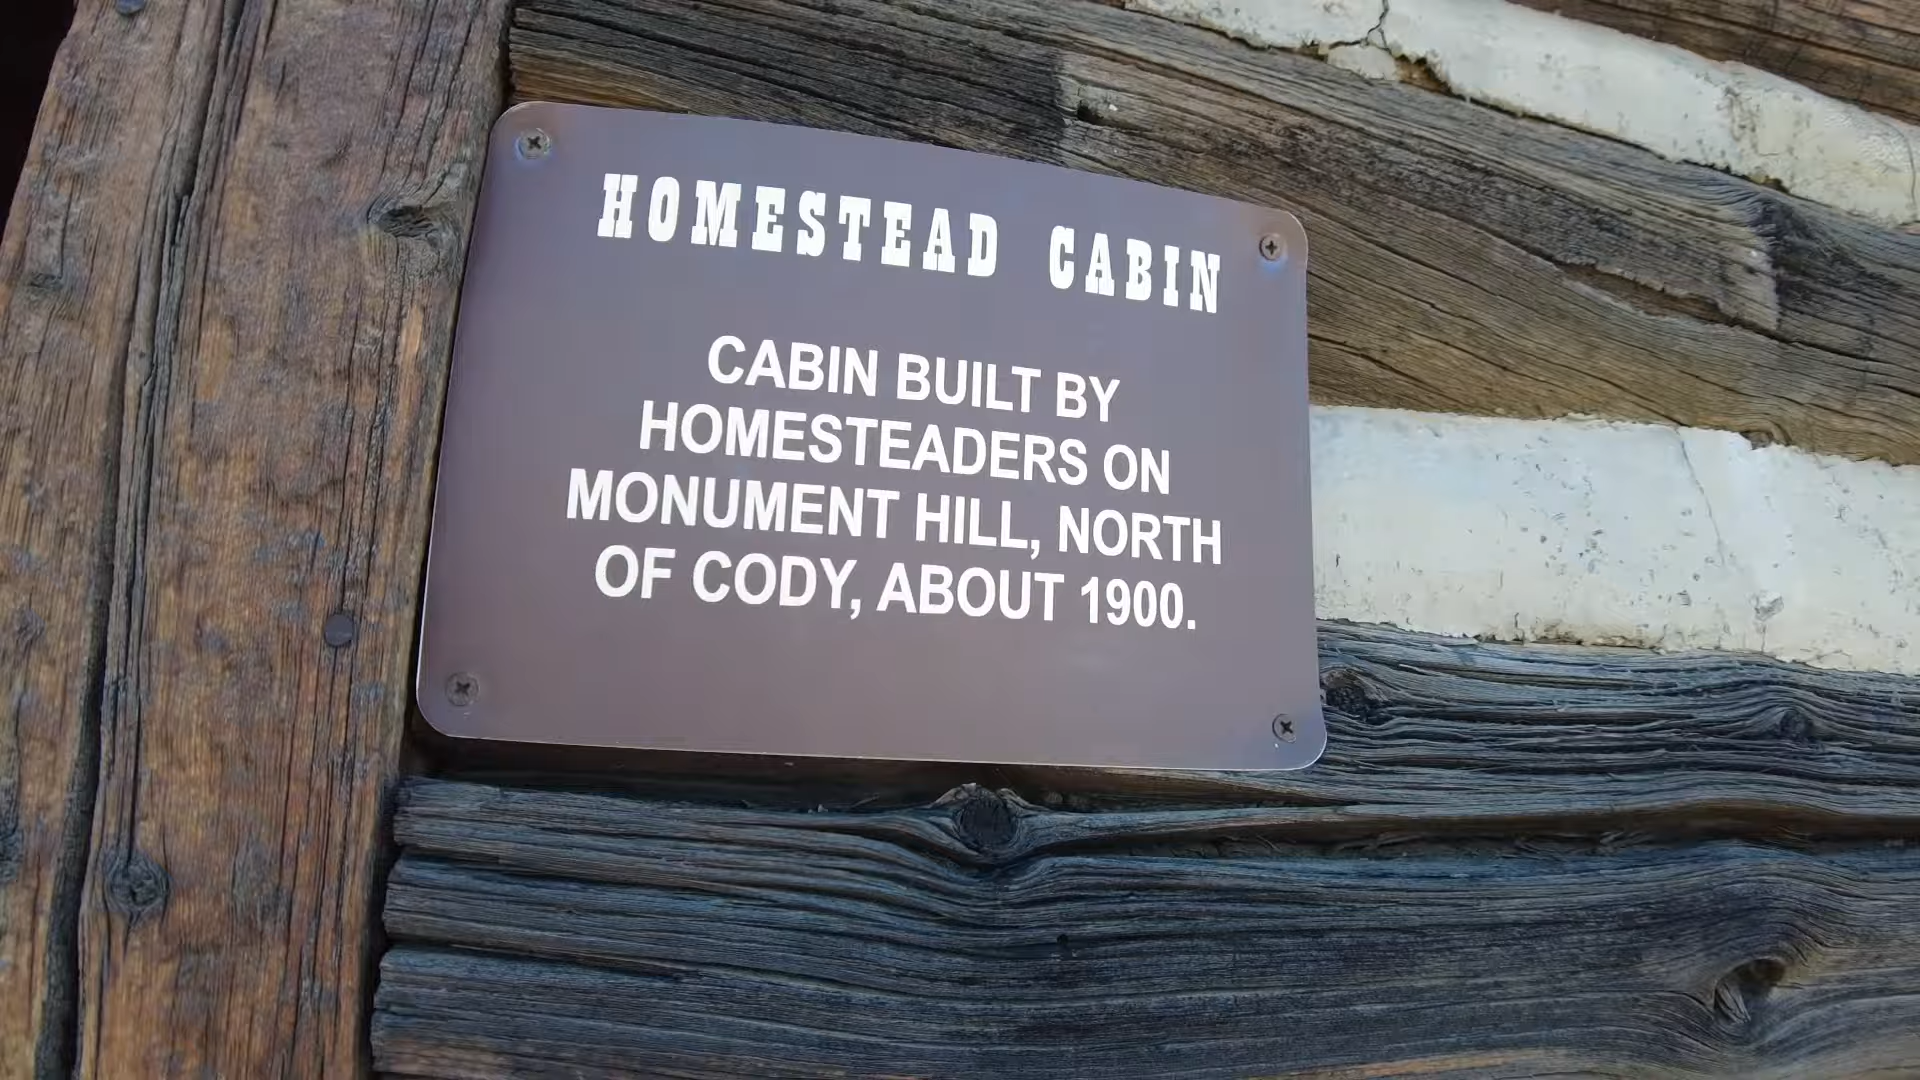 HOMESTEAD CABIN
CABIN BUILT BY
HOMESTEADERS ON
MONUMENT HILL, NORTH
OF CODY, ABOUT 1900.